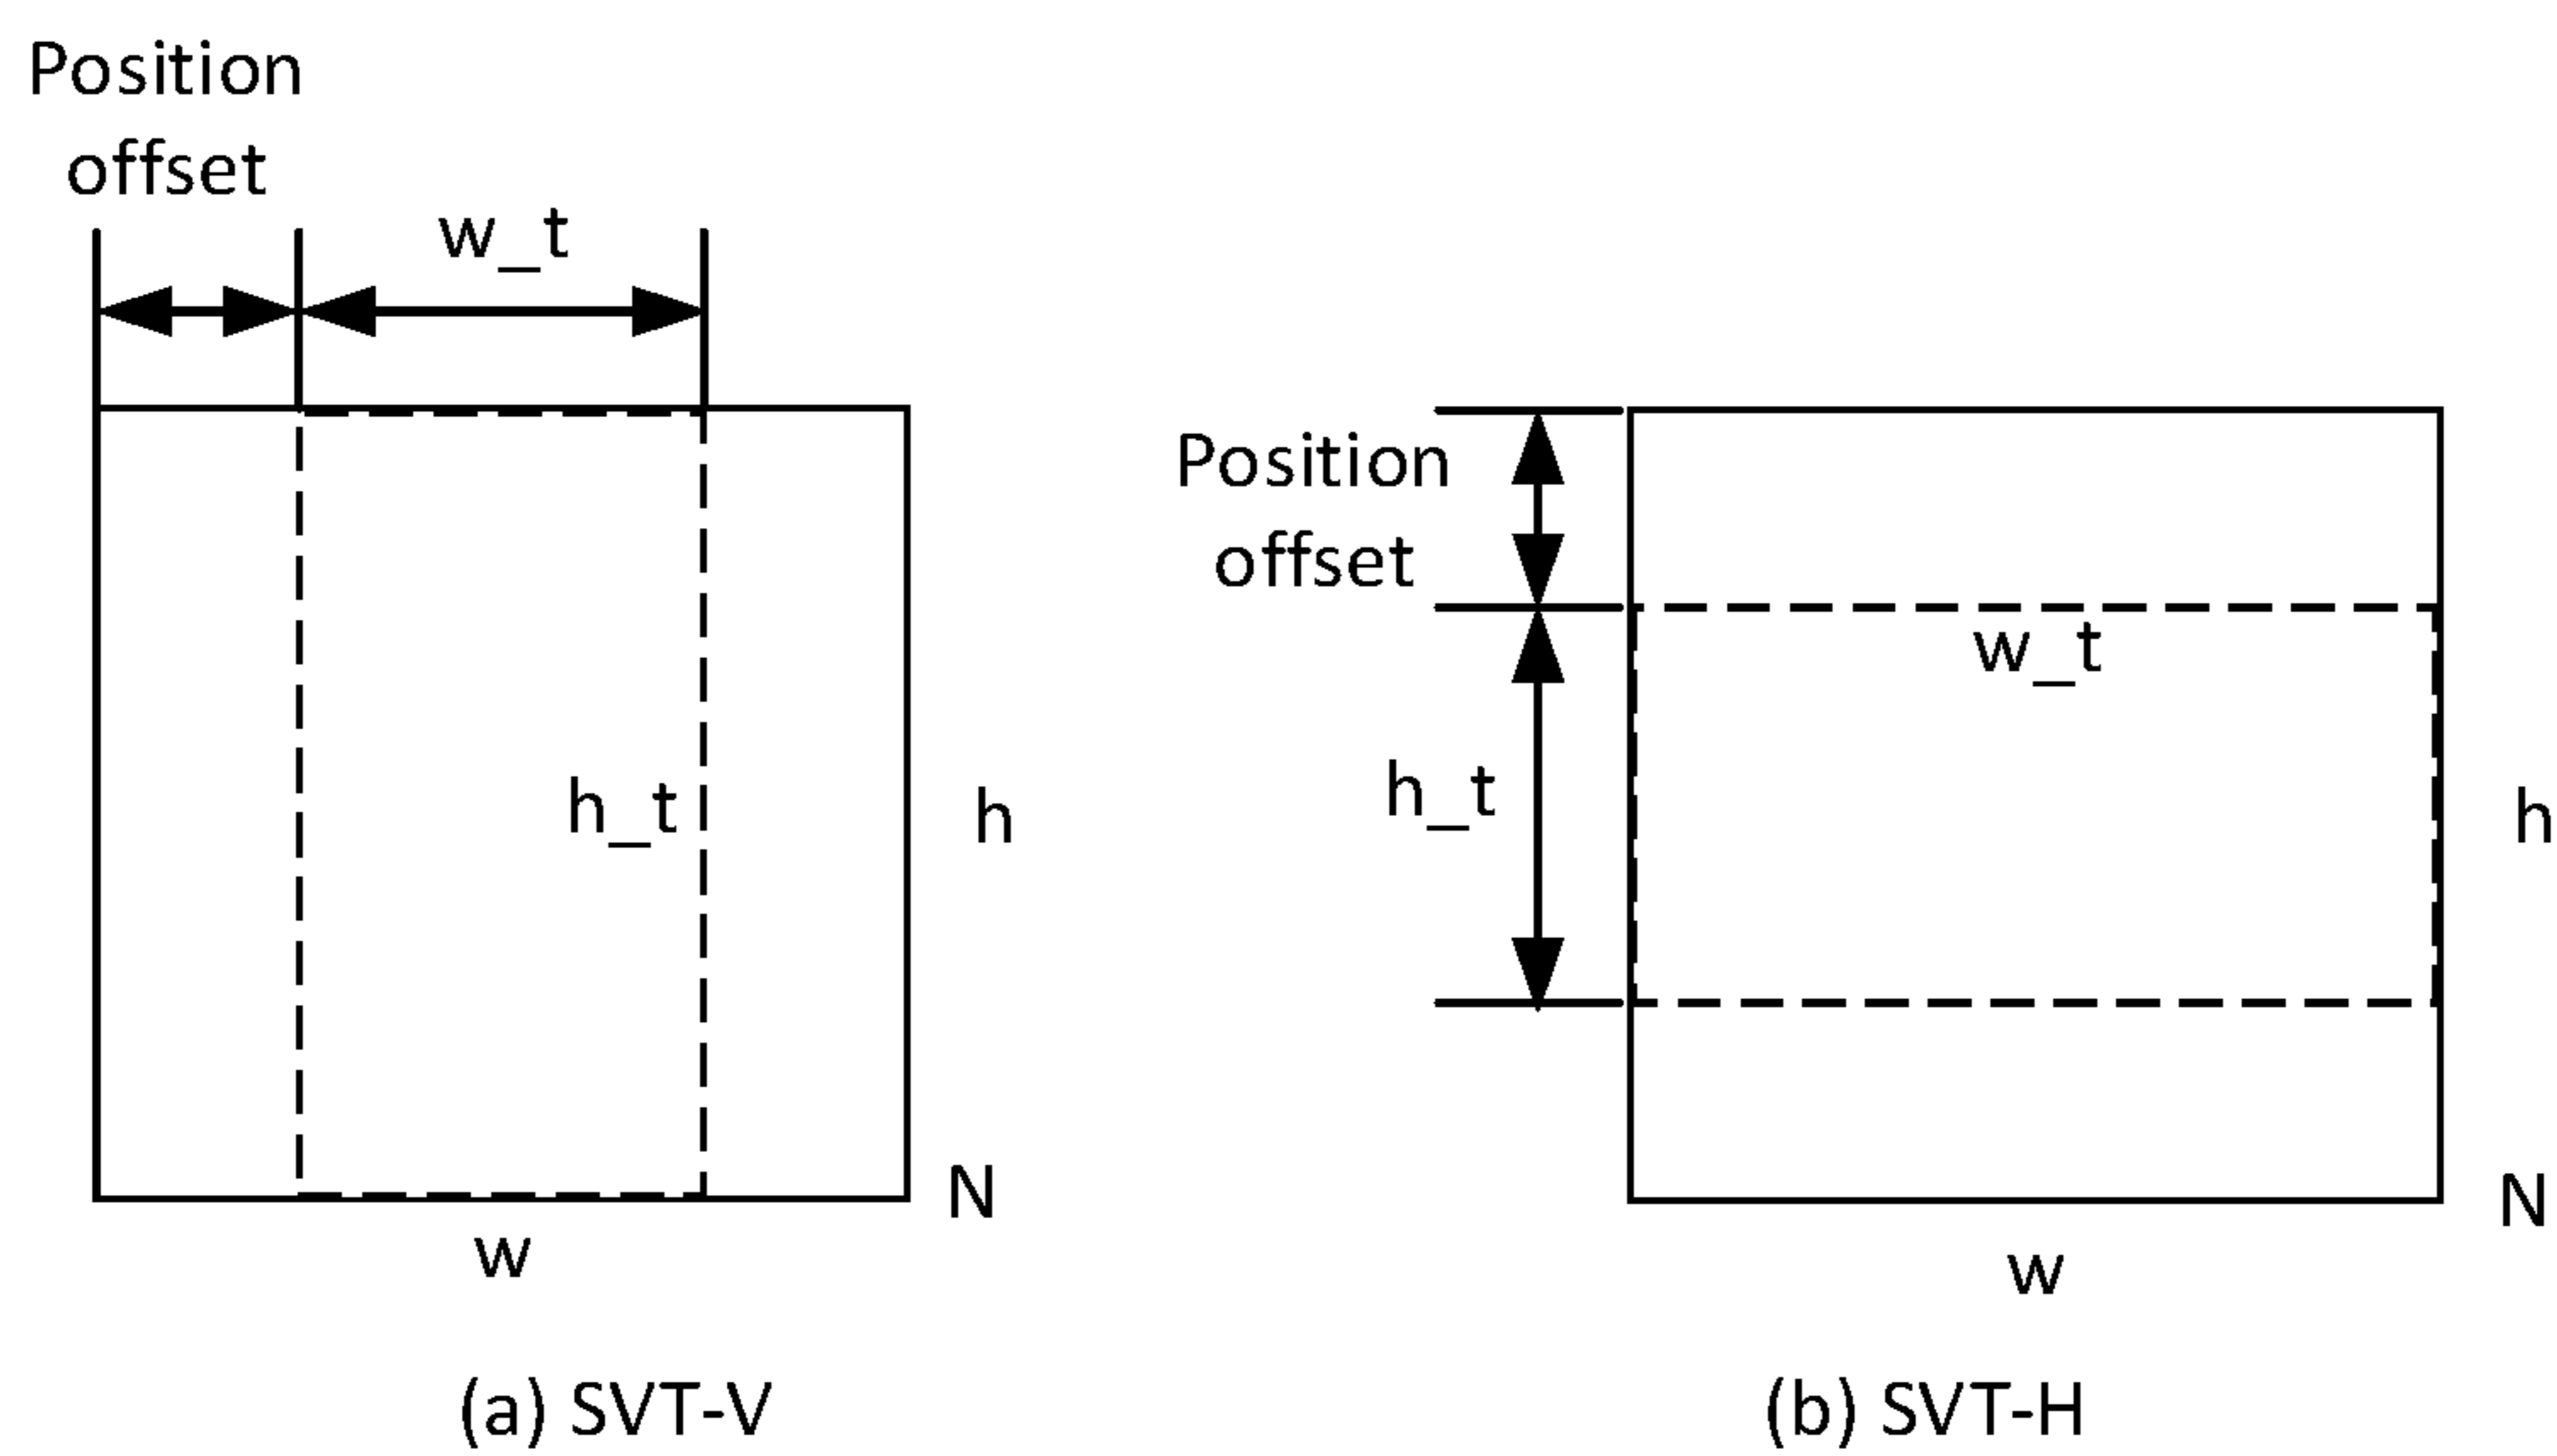 Position
offset
w_t
h_t
h
N
w
(a) SVT-V
Position
offset
w_t
h_t
h
N
w
(b) SVT-H